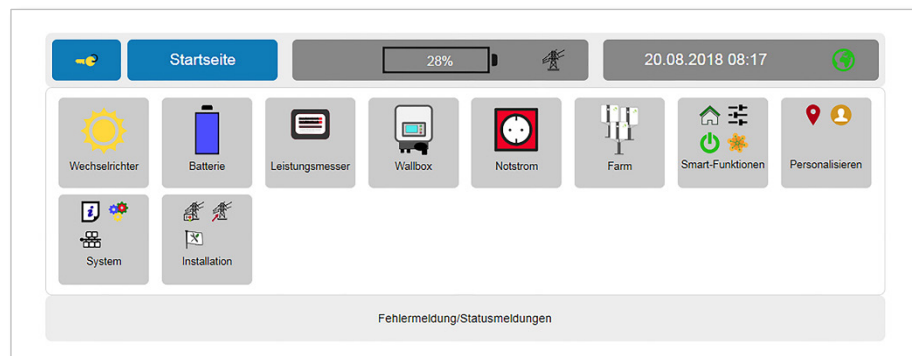 Startseite
28%
20.08.2018 08:17
Wechselrichter
Batterie
Leistungsmesser
Wallbox
Notstrom
Farm
Smart-Funktionen
Personalisieren
System
Installation
Fehlermeldung/Statusmeldungen